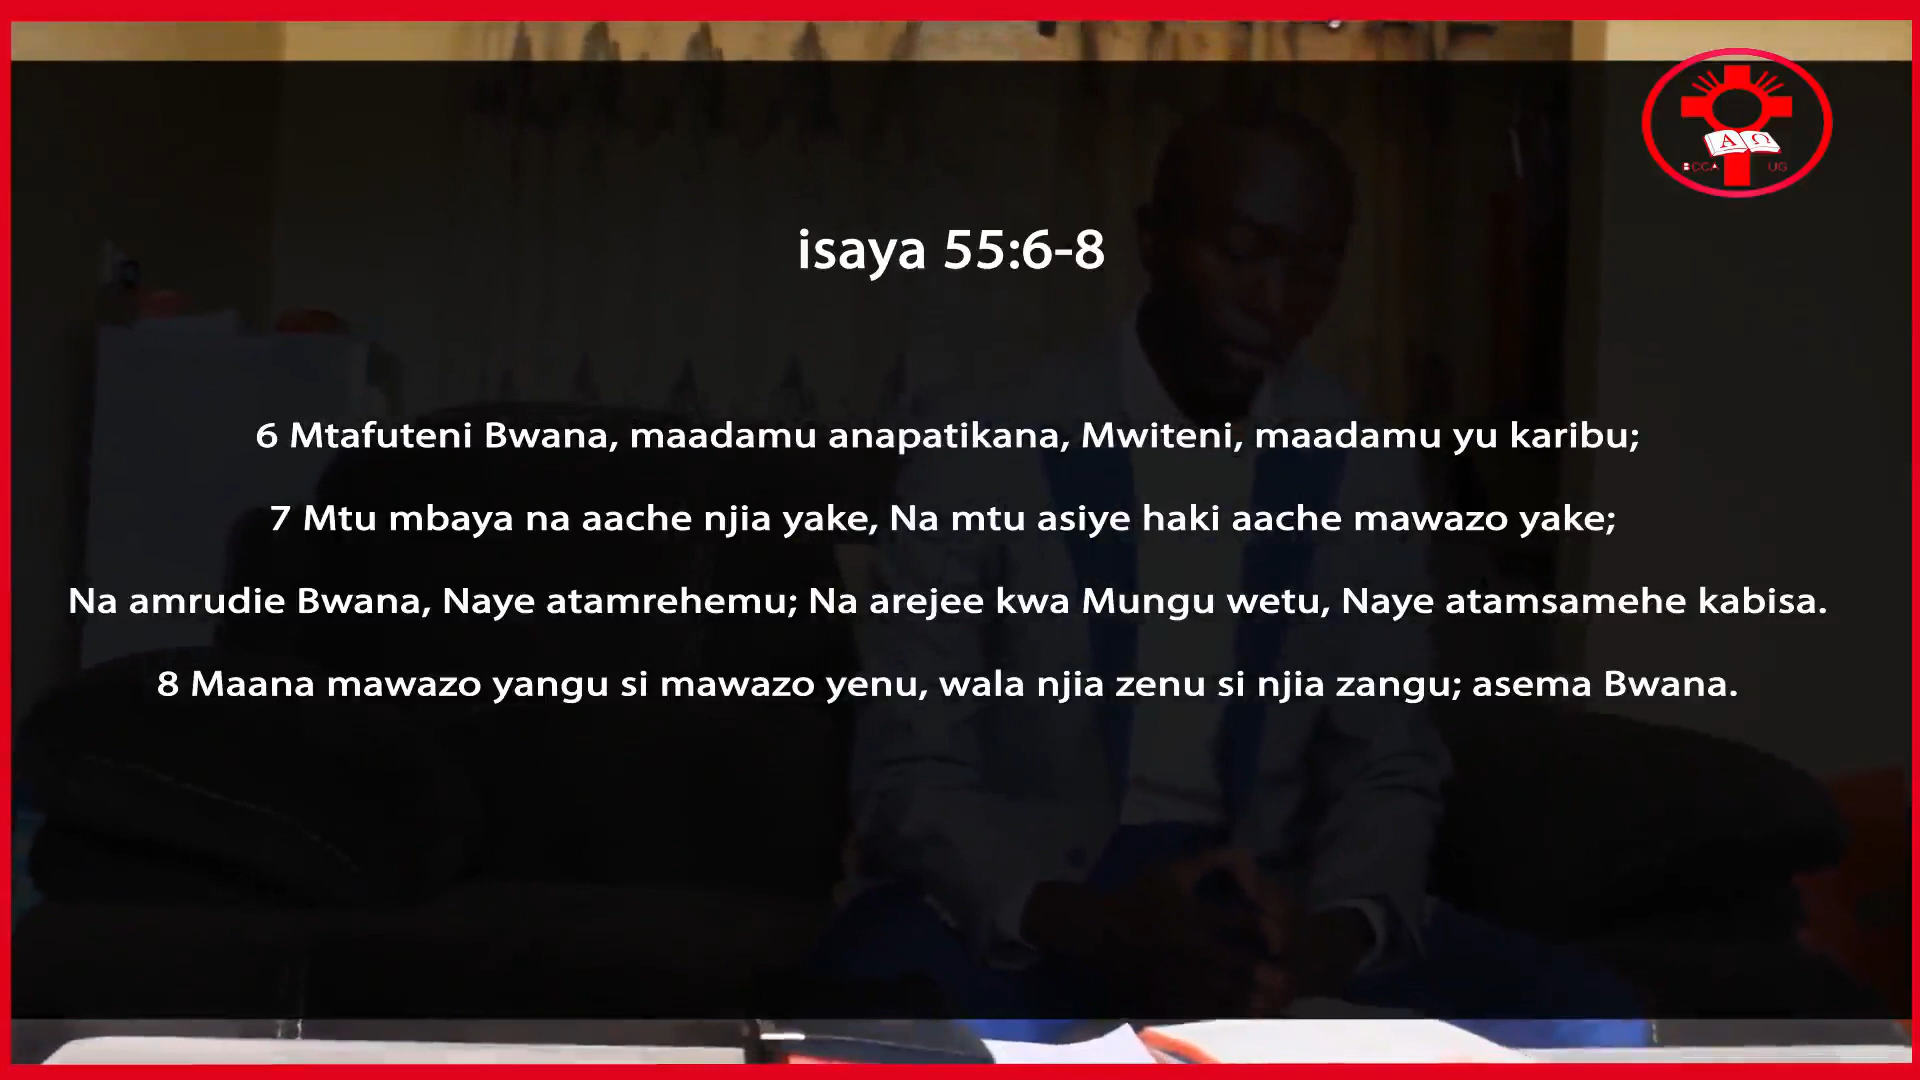 isaya 55:6-8
6 Mtafuteni Bwana, maadamu anapatikana, Mwiteni, maadamu yu karibu;
7 Mtu mbaya na aache njia yake, Na mtu asiye haki aache mawazo yake;
Na amrudie Bwana, Naye atamrehemu; Na arejee kwa Mungu wetu, Naye atamsamehe kabisa.
8 Maana mawazo yangu si mawazo yenu, wala njia zenu si njia zangu; asema Bwana.
Α Ω
BCCA UG